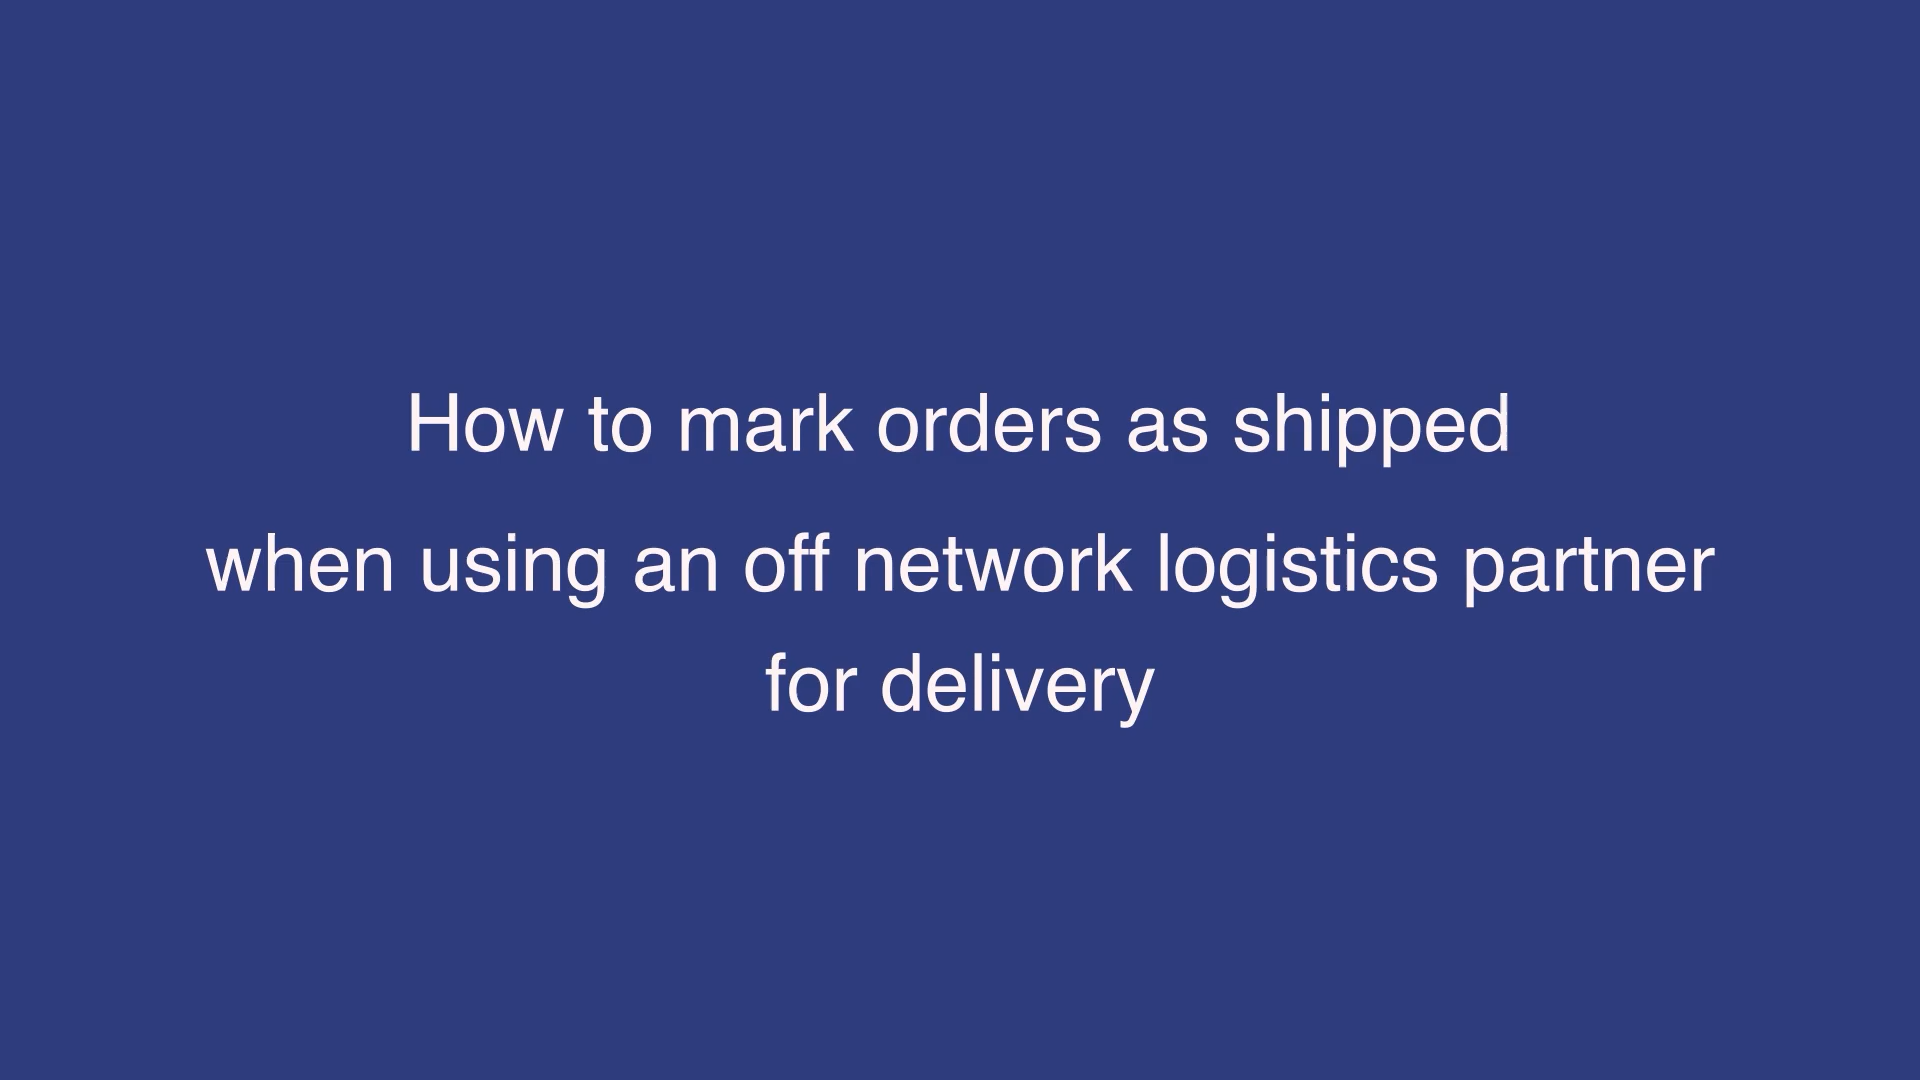 How to mark orders as shipped
when using an off network logistics partner
for delivery